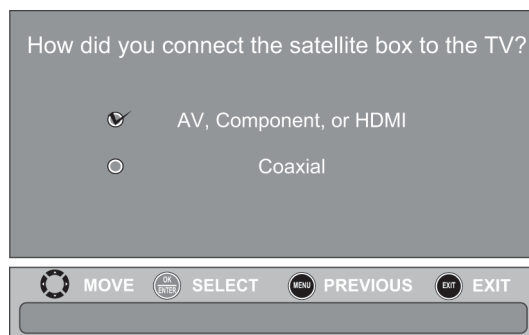 How did you connect the satellite box to the TV?
AV, Component, or HDMI
Coaxial
MOVE OK/ENTER SELECT MENU PREVIOUS EXIT EXIT